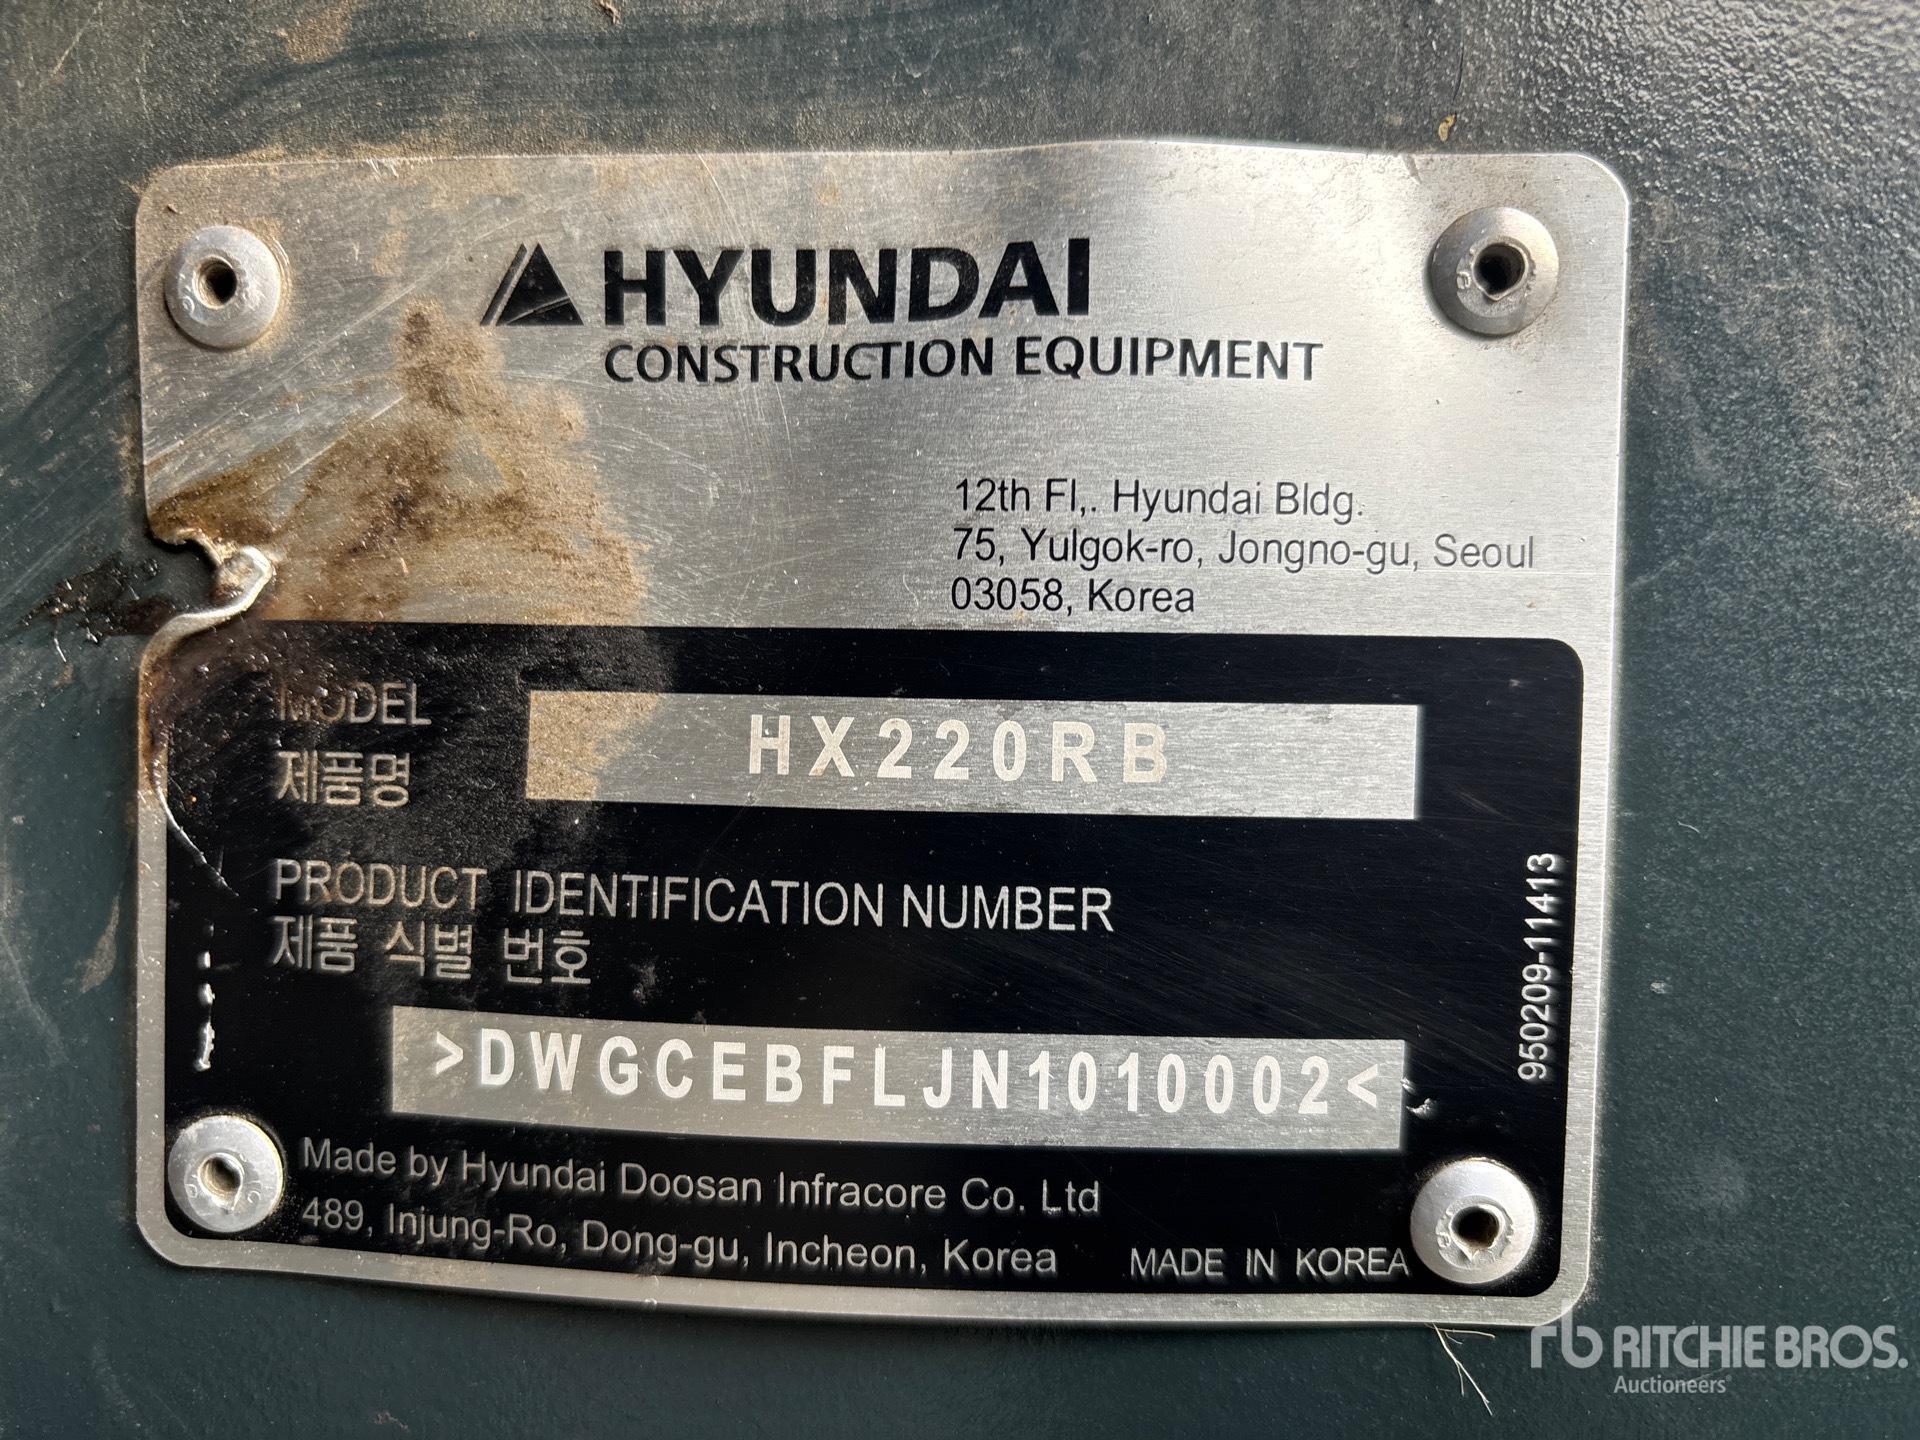 HYUNDAI
CONSTRUCTION EQUIPMENT
12th Fl,. Hyundai Bldg.
75, Yulgok-ro, Jongno-gu, Seoul
03058, Korea
MODEL
제품명
HX220RB
PRODUCT IDENTIFICATION NUMBER
제품 식별 번호
>DWGCEBFLJN1010002<
950209-11413
Made by Hyundai Doosan Infracore Co. Ltd
489, Injung-Ro, Dong-gu, Incheon, Korea
MADE IN KOREA
rb RITCHIE BROS.
Auctioneers